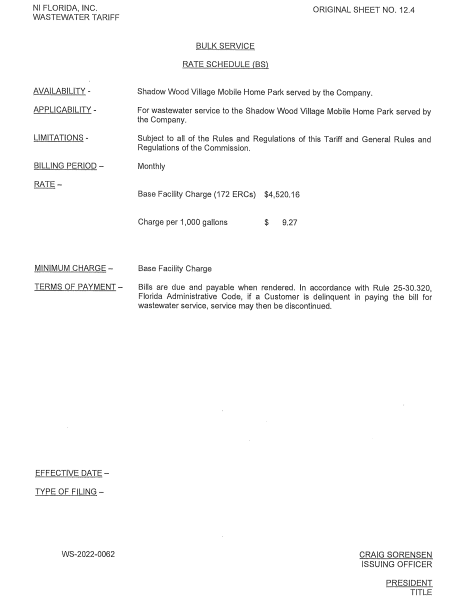 NI FLORIDA, INC.
WASTEWATER TARIFF
ORIGINAL SHEET NO. 12.4
BULK SERVICE
RATE SCHEDULE (BS)
AVAILABILITY - Shadow Wood Village Mobile Home Park served by the Company.
APPLICABILITY - For wastewater service to the Shadow Wood Village Mobile Home Park served by
the Company.
LIMITATIONS - Subject to all of the Rules and Regulations of this Tariff and General Rules and
Regulations of the Commission.
BILLING PERIOD – Monthly
RATE –
Base Facility Charge (172 ERCs) $4,520.16
Charge per 1,000 gallons $ 9.27
MINIMUM CHARGE – Base Facility Charge
TERMS OF PAYMENT – Bills are due and payable when rendered. In accordance with Rule 25-30.320,
Florida Administrative Code, if a Customer is delinquent in paying the bill for
wastewater service, service may then be discontinued.
EFFECTIVE DATE –
TYPE OF FILING –
WS-2022-0062
CRAIG SORENSEN
ISSUING OFFICER
PRESIDENT
TITLE